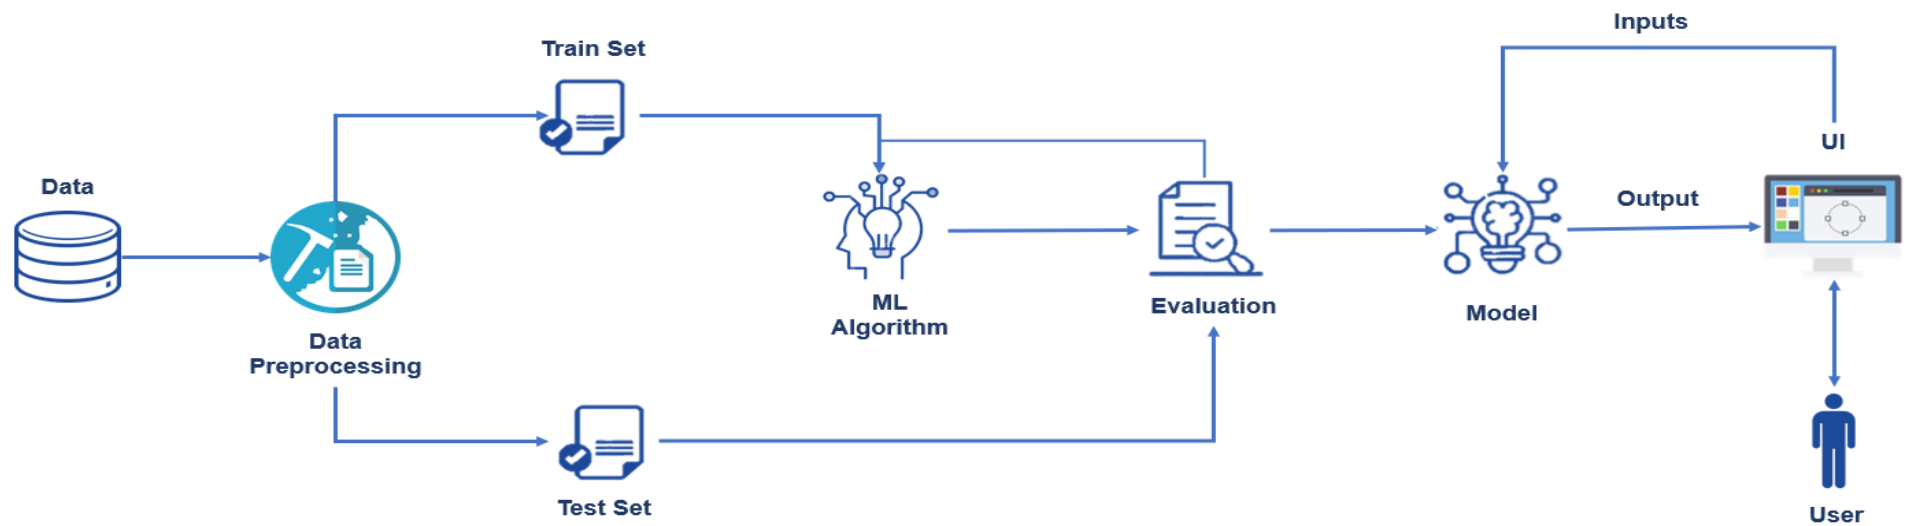 Data
Data
Preprocessing
Train Set
Test Set
ML
Algorithm
Evaluation
Model
Inputs
Output
UI
User